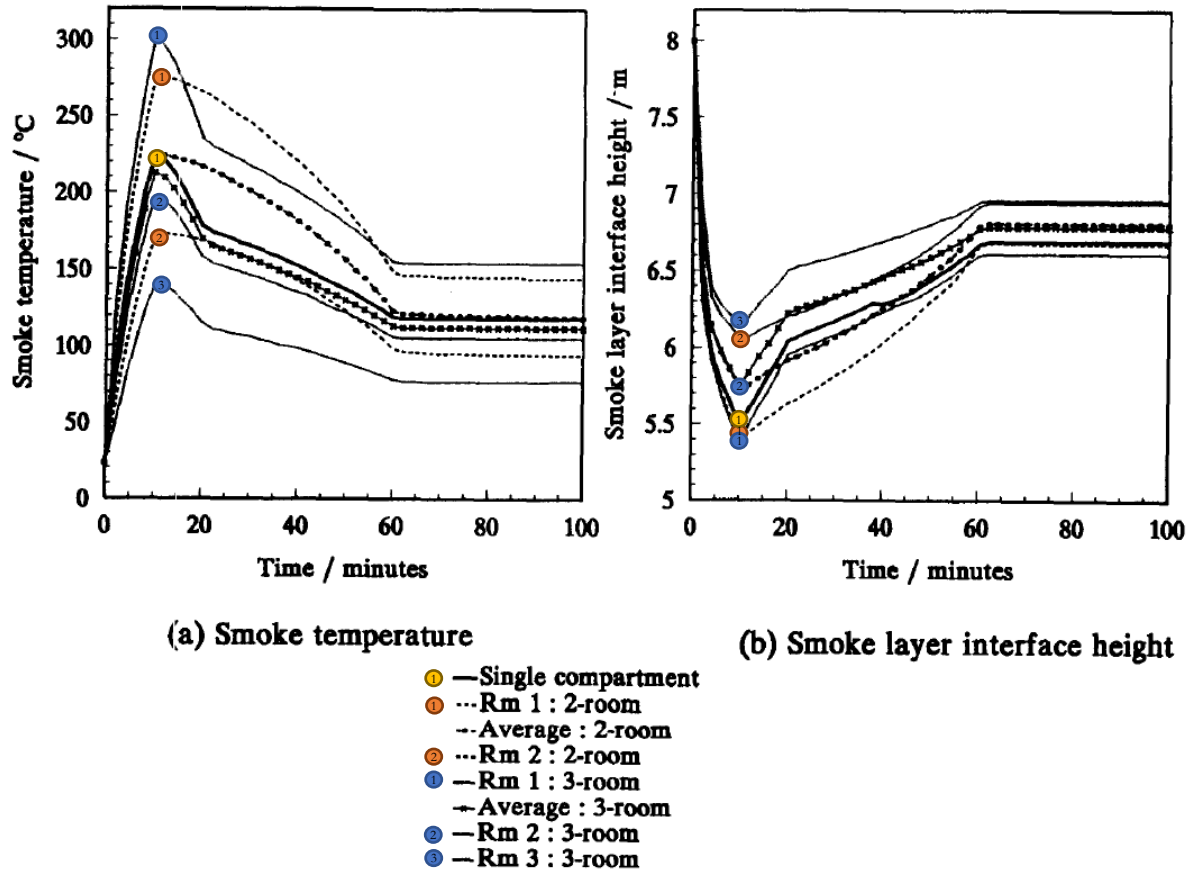 300
250
200
150
100
50
0
Smoke temperature / °C
0 20 40 60 80 100
Time / minutes
1
1
1
2
2
3
(a) Smoke temperature
8
7
6.5
6
5.5
5
Smoke layer interface height / m
0 20 40 60 80 100
Time / minutes
3
2
2
1
1
(b) Smoke layer interface height
1 Single compartment
1 Rm 1 : 2-room
Average : 2-room
2 Rm 2 : 2-room
1 Rm 1 : 3-room
Average : 3-room
2 Rm 2 : 3-room
3 Rm 3 : 3-room